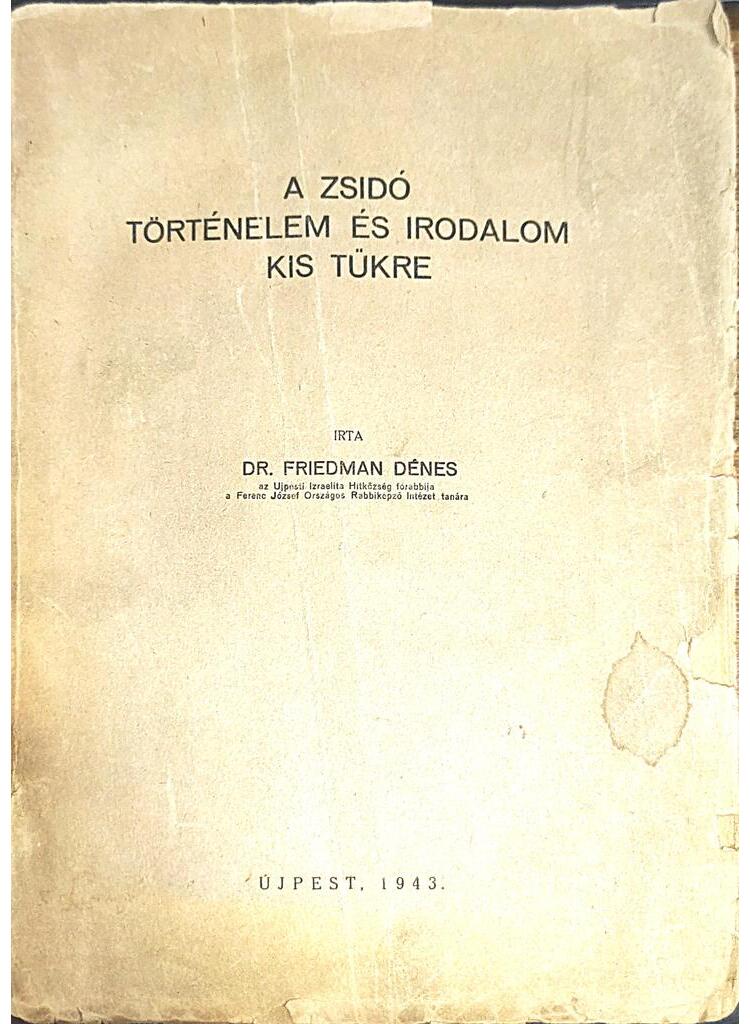 A ZSIDÓ
TÖRTÉNELEM ÉS IRODALOM
KIS TÜKRE
IRTA
DR. FRIEDMAN DÉNES
az Ujpesti Izraelita Hitközség főrabbija
a Ferenc József Országos Rabbiképző Intézet tanára
ÚJPEST, 1943.